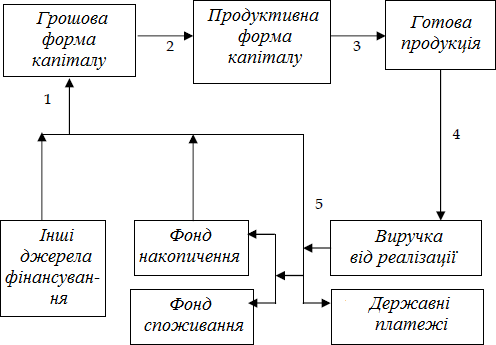 Грошова
форма
капіталу
2
Продуктивна
форма
капіталу
3
Готова
продукція
1
4
5
Інші
джерела
фінансуван-
ня
Фонд
накопичення
Виручка
від реалізації
Фонд
споживання
Державні
платежі